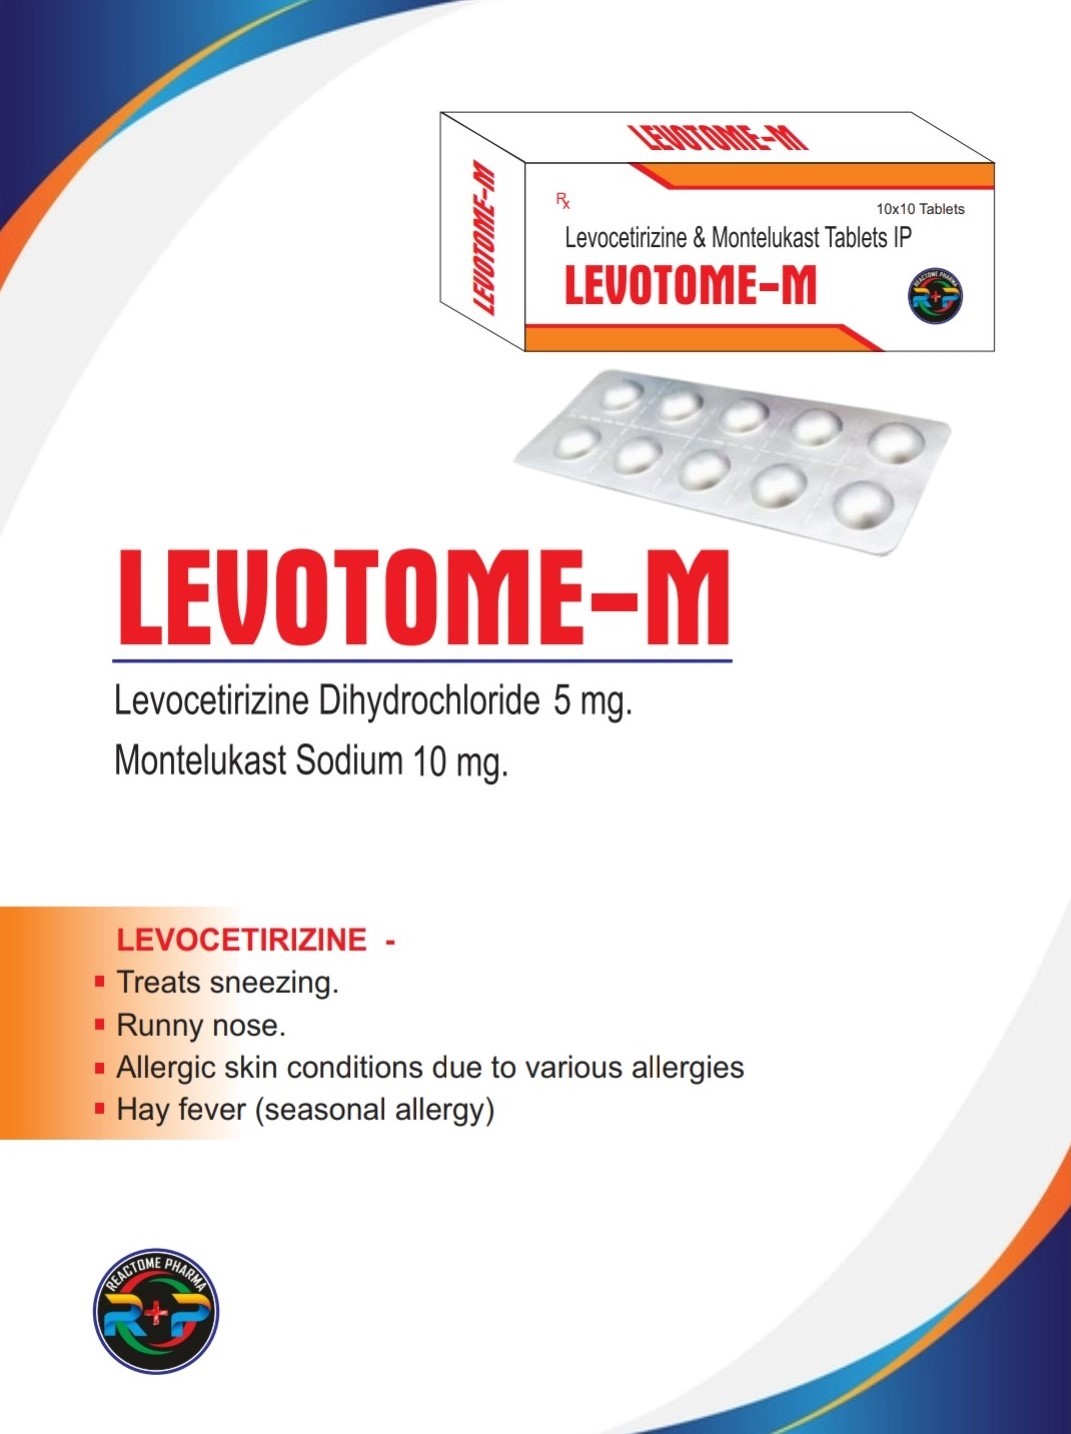 LEVOTOME-M
LEVOTOME-M
Rx
10x10 Tablets
Levocetirizine & Montelukast Tablets IP
LEVOTOME-M
REACTOME PHARMA
R+P
LEVOTOME-M
Levocetirizine Dihydrochloride 5 mg.
Montelukast Sodium 10 mg.
LEVOCETIRIZINE -
Treats sneezing.
Runny nose.
Allergic skin conditions due to various allergies
Hay fever (seasonal allergy)
REACTOME PHARMA
R+P